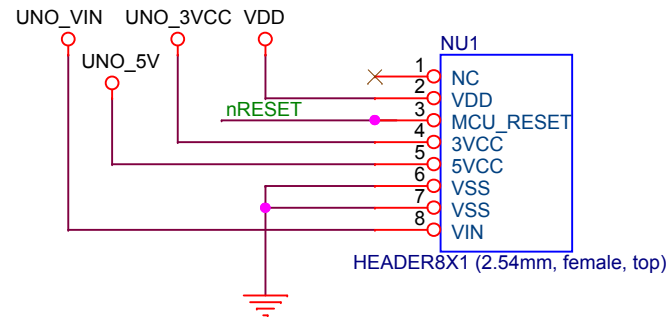 UNO_VIN UNO_3VCC VDD
UNO_5V
NU1
1 NC
2 VDD
nRESET
3 MCU_RESET
4 3VCC
5 5VCC
6 VSS
7 VSS
8 VIN
HEADER8X1 (2.54mm, female, top)